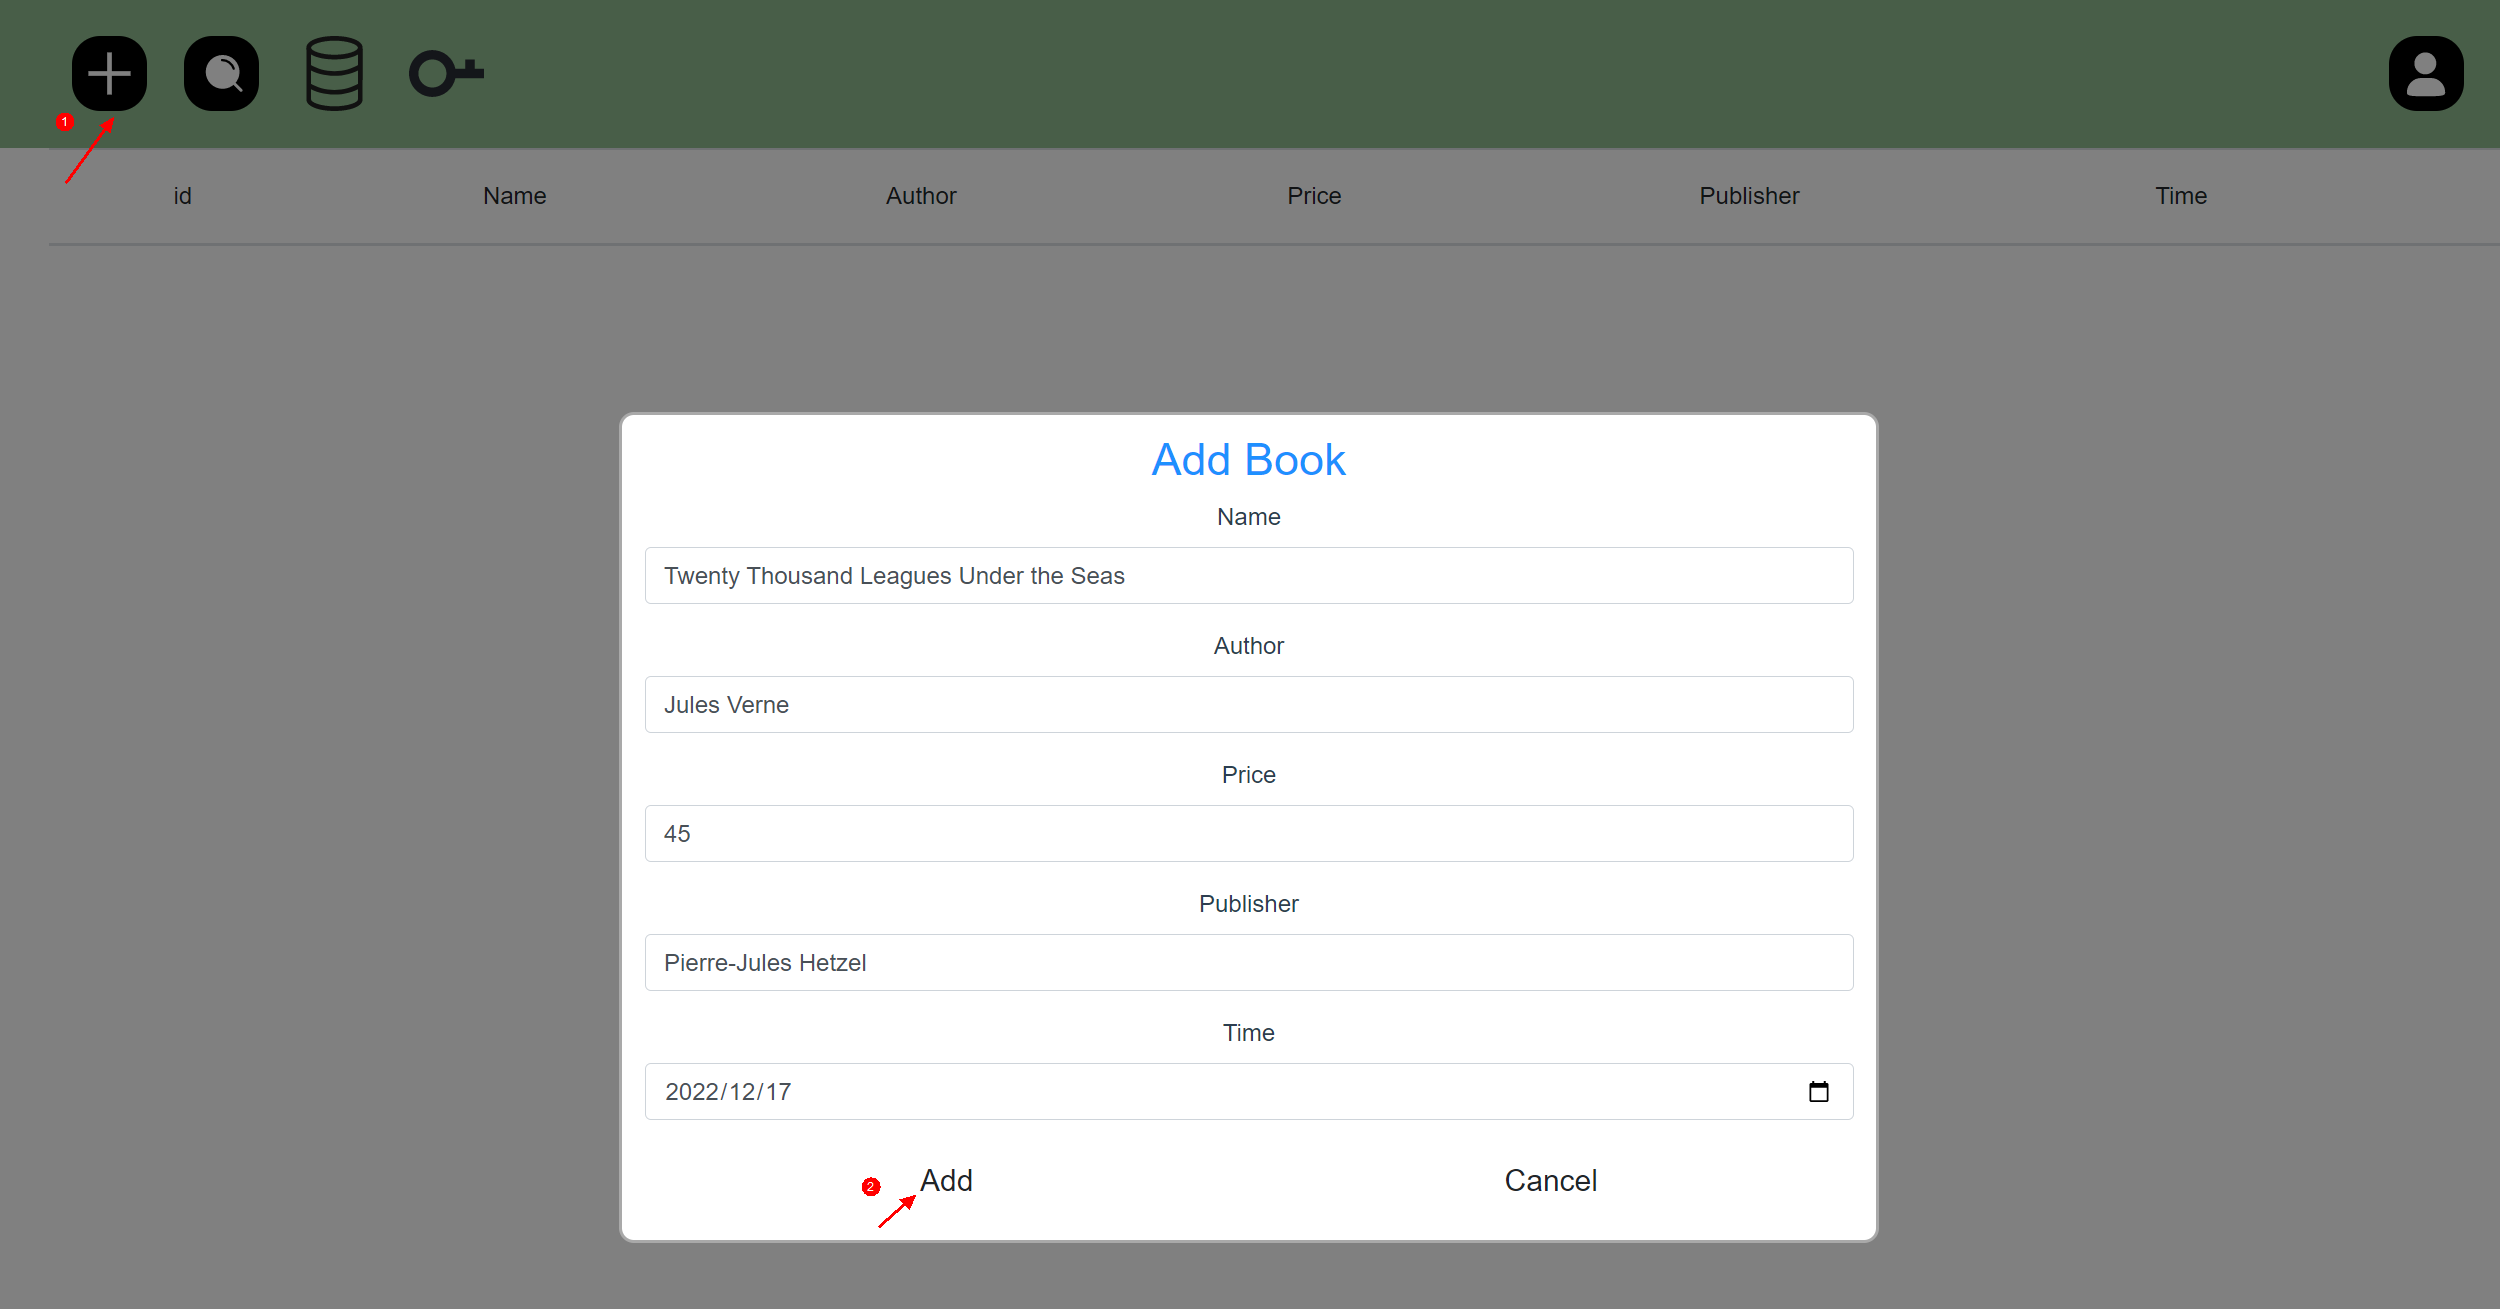 1
id Name Author Price Publisher Time
Add Book
Name
Twenty Thousand Leagues Under the Seas
Author
Jules Verne
Price
45
Publisher
Pierre-Jules Hetzel
Time
2022/12/17
2 Add Cancel